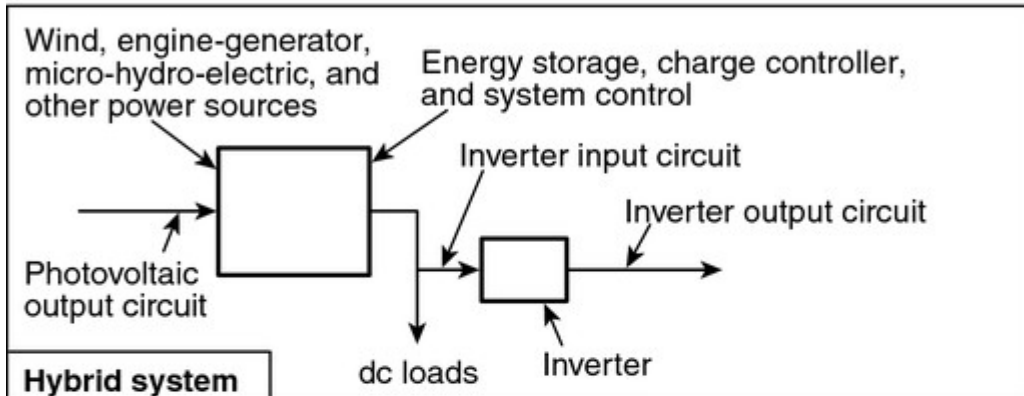 Wind, engine-generator,
micro-hydro-electric, and
other power sources
Energy storage, charge controller,
and system control
Inverter input circuit
Inverter output circuit
Photovoltaic
output circuit
dc loads
Inverter
Hybrid system